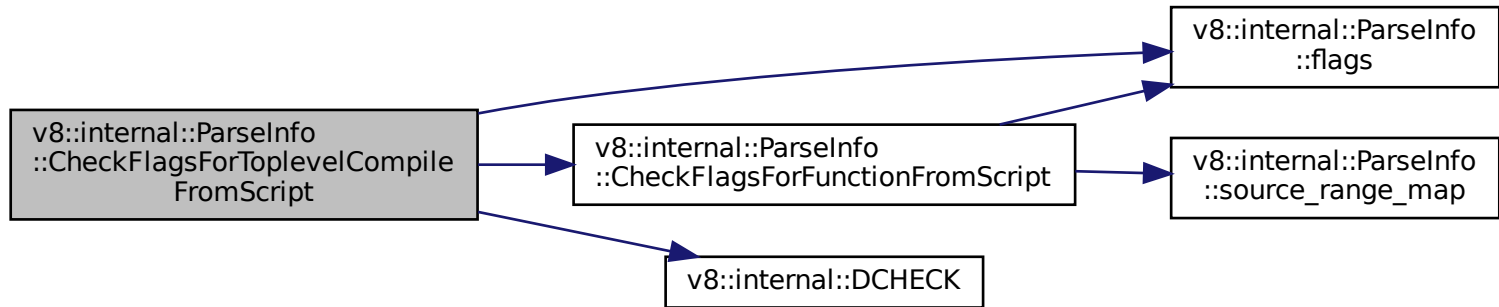 v8::internal::ParseInfo
::CheckFlagsForToplevelCompile
FromScript
v8::internal::ParseInfo
::CheckFlagsForFunctionFromScript
v8::internal::DCHECK
v8::internal::ParseInfo
::flags
v8::internal::ParseInfo
::source_range_map